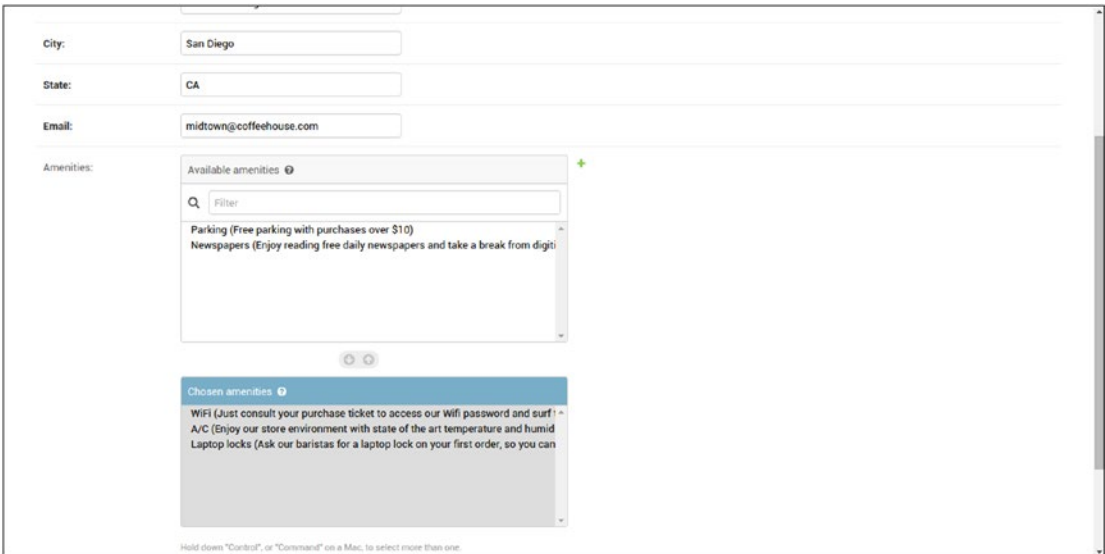 City:
San Diego
State:
CA
Email:
midtown@coffeehouse.com
Amenities:
Available amenities
Filter
Parking (Free parking with purchases over $10)
Newspapers (Enjoy reading free daily newspapers and take a break from digiti
Chosen amenities
WiFi (Just consult your purchase ticket to access our Wifi password and surf
A/C (Enjoy our store environment with state of the art temperature and humid
Laptop locks (Ask our baristas for a laptop lock on your first order, so you can
Hold down "Control", or "Command" on a Mac, to select more than one.